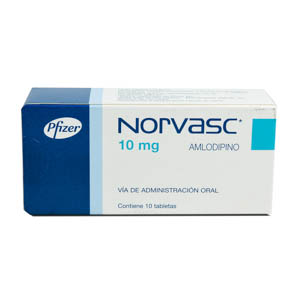 Pfizer
NORVASC*
10 mg
AMLODIPINO
VÍA DE ADMINISTRACIÓN ORAL
Contiene 10 tabletas